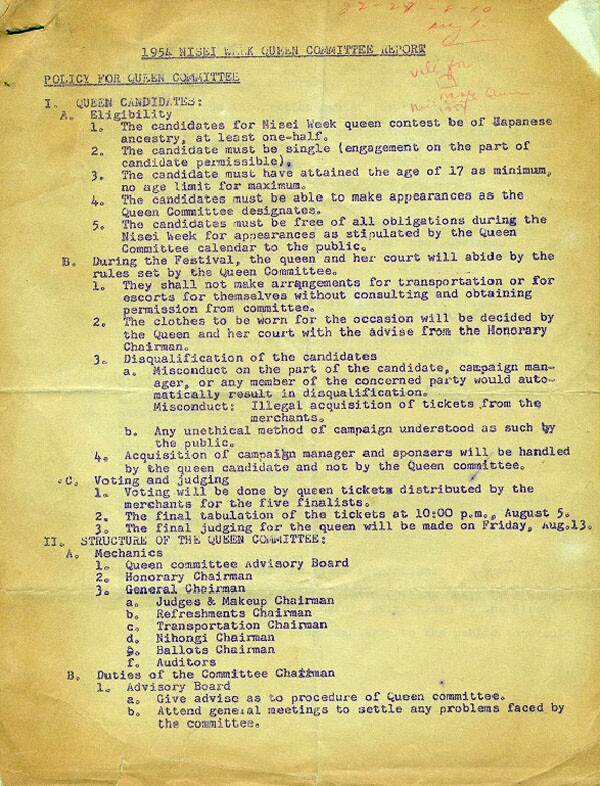 82-24-8-10
1954 NISEI WEEK QUEEN COMMITTEE REPORT
POLICY FOR QUEEN COMMITTEE
I. QUEEN CANDIDATES:
A. Eligibility
1. The candidates for Nisei Week queen contest be of Japanese
ancestry, at least one-half.
2. The candidate must be single (engagement on the part of
candidate permissible).
3. The candidate must have attained the age of 17 as minimum,
no age limit for maximum.
4. The candidates must be able to make appearances as the
Queen Committee designates.
5. The candidates must be free of all obligations during the
Nisei Week for appearances as stipulated by the Queen
Committee calendar to the public.
B. During the Festival, the queen and her court will abide by the
rules set by the Queen Committee.
1. They shall not make arrangements for transportation or for
escorts for themselves without consulting and obtaining
permission from committee.
2. The clothes to be worn for the occasion will be decided by
the Queen and her court with the advise from the Honorary
Chairman.
3. Disqualification of the candidates
a. Misconduct on the part of the candidate, campaign man-
ager, or any member of the concerned party would auto-
matically result in disqualification.
Misconduct: Illegal acquisition of tickets from the
merchants.
b. Any unethical method of campaign understood as such by
the public.
4. Acquisition of campaign manager and sponsers will be handled
by the queen candidate and not by the Queen committee.
C. Voting and judging
1. Voting will be done by queen tickets distributed by the
merchants for the five finalists.
2. The final tabulation of the tickets at 10:00 p.m., August 5.
3. The final judging for the queen will be made on Friday, Aug.13.
II. STRUCTURE OF THE QUEEN COMMITTEE:
A. Mechanics
1. Queen committee Advisory Board
2. Honorary Chairman
3. General Chairman
a. Judges & Makeup Chairman
b. Refreshments Chairman
c. Transportation Chairman
d. Nihongi Chairman
e. Ballots Chairman
f. Auditors
B. Duties of the Committee Chairman
1. Advisory Board
a. Give advise as to procedure of Queen committee.
b. Attend general meetings to settle any problems faced by
the committee.